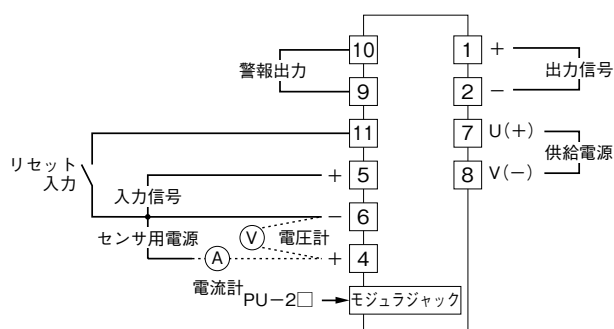 10
警報出力
9
1
+
出力信号
2
−
11
リセット
入力
7
U(+)
供給電源
8
V(−)
+
5
入力信号
−
6
センサ用電源
V
電圧計
+
4
A
電流計
PU−2□
モジュラジャック